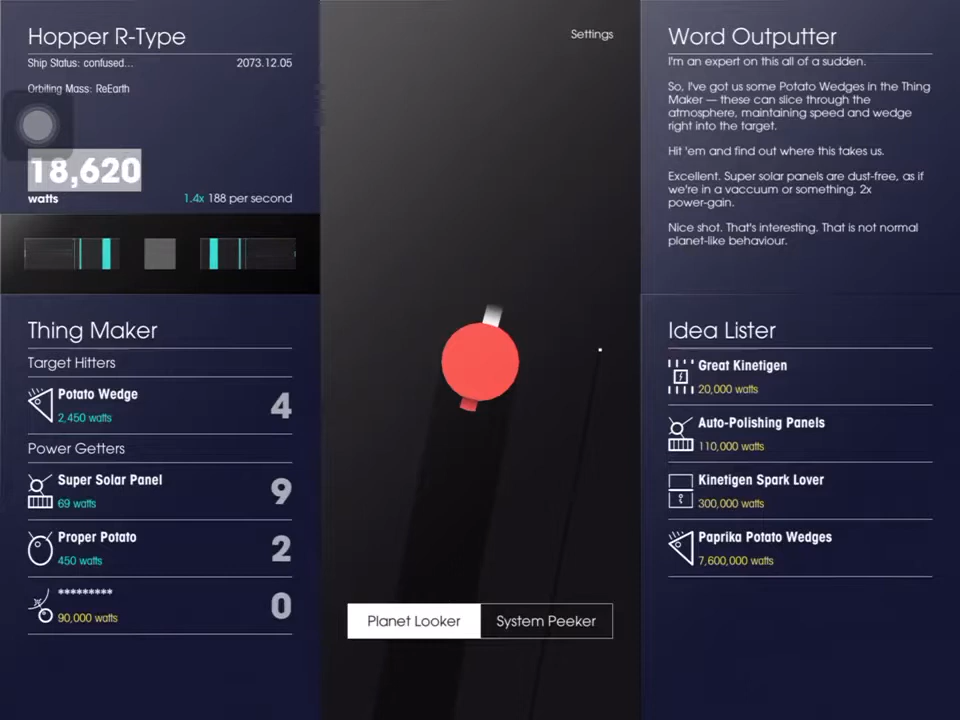 Hopper R-Type
Ship Status: confused...
2073.12.05
Orbiting Mass: ReEarth
18,620
watts
1.4x 188 per second
Thing Maker
Target Hitters
Potato Wedge
2,450 watts
4
Power Getters
Super Solar Panel
69 watts
9
Proper Potato
450 watts
2
*********
90,000 watts
0
Settings
Planet Looker
System Peeker
Word Outputter
I'm an expert on this all of a sudden.
So, I've got us some Potato Wedges in the Thing
Maker — these can slice through the
atmosphere, maintaining speed and wedge
right into the target.
Hit 'em and find out where this takes us.
Excellent. Super solar panels are dust-free, as if
we're in a vaccuum or something. 2x
power-gain.
Nice shot. That's interesting. That is not normal
planet-like behaviour.
Idea Lister
Great Kinetigen
20,000 watts
Auto-Polishing Panels
110,000 watts
Kinetigen Spark Lover
300,000 watts
Paprika Potato Wedges
7,600,000 watts